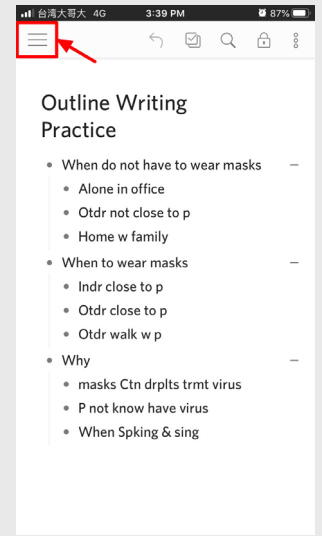 台湾大哥大 4G 3:39 PM 87%
Outline Writing
Practice
When do not have to wear masks
Alone in office
Otdr not close to p
Home w family
When to wear masks
Indr close to p
Otdr close to p
Otdr walk w p
Why
masks Ctn drplts trmt virus
P not know have virus
When Spking & sing